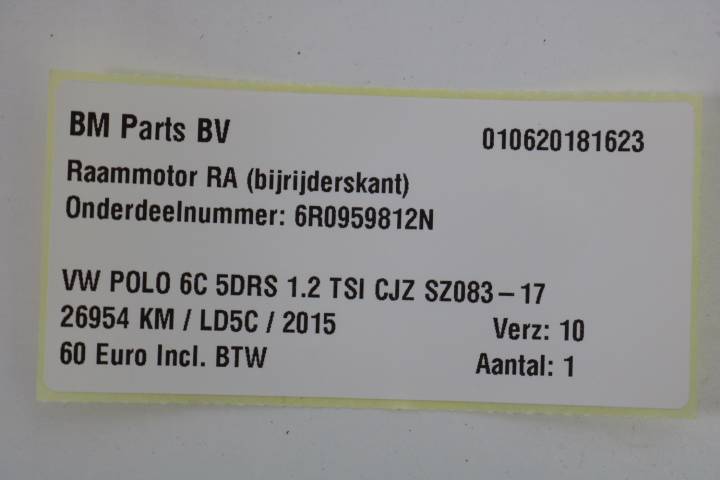 BM Parts BV 010620181623
Raammotor RA (bijrijderskant)
Onderdeelnummer: 6R0959812N
VW POLO 6C 5DRS 1.2 TSI CJZ SZ083-17
26954 KM / LD5C / 2015 Verz: 10
60 Euro Incl. BTW Aantal: 1